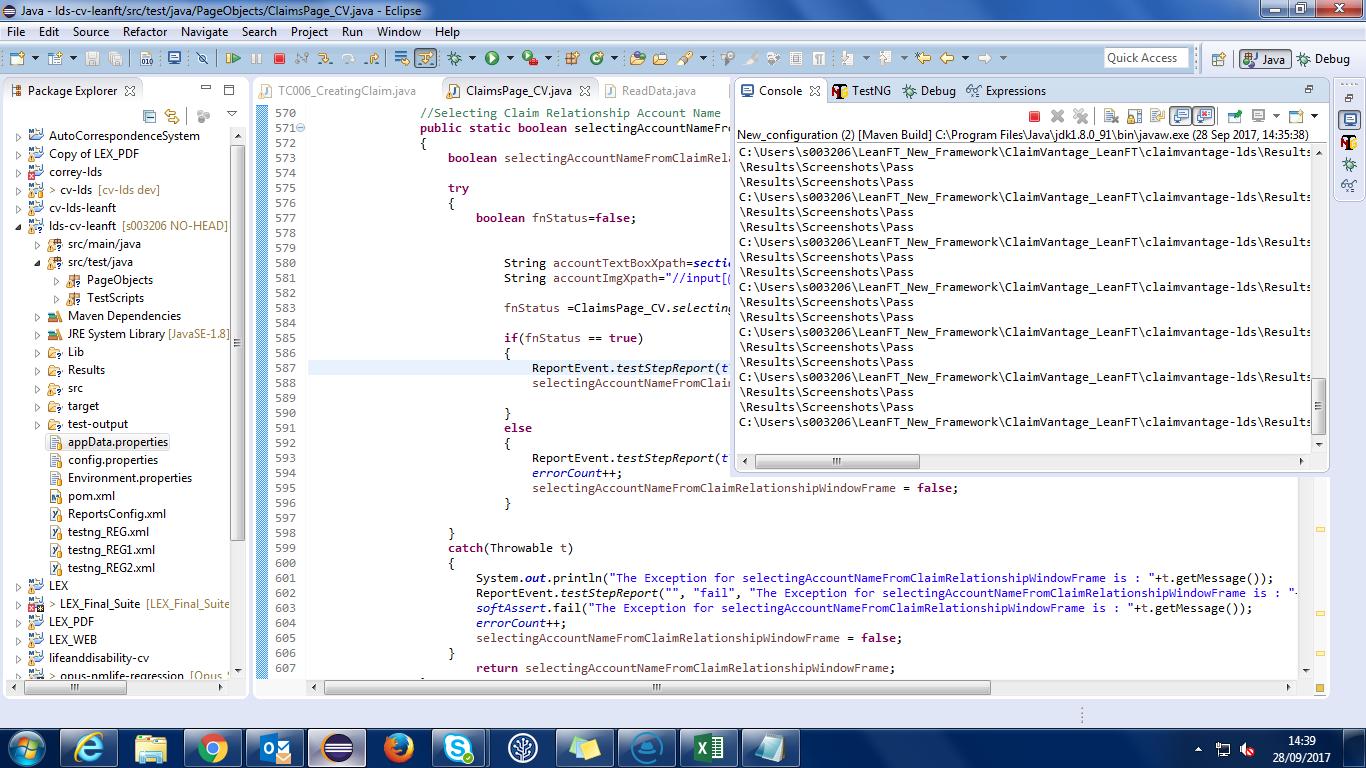 Java - lds-cv-leanft/src/test/java/PageObjects/ClaimsPage_CV.java - Eclipse
File Edit Source Refactor Navigate Search Project Run Window Help
Quick Access Java Debug
Package Explorer
AutoCorrespondenceSystem
Copy of LEX_PDF
correy-lds
> cv-lds [cv-lds dev]
cv-lds-leanft
lds-cv-leanft [s003206 NO-HEAD]
src/main/java
src/test/java
PageObjects
TestScripts
Maven Dependencies
JRE System Library [JavaSE-1.8]
Lib
Results
src
target
test-output
appData.properties
config.properties
Environment.properties
pom.xml
ReportsConfig.xml
testng_REG.xml
testng_REG1.xml
testng_REG2.xml
LEX
> LEX_Final_Suite [LEX_Final_Suite
LEX_PDF
LEX_WEB
lifeanddisability-cv
> opus-nmlife-regression [Opus_
TC006_CreatingClaim.java ClaimsPage_CV.java ReadData.java
570 //Selecting Claim Relationship Account Name
571 public static boolean selectingAccountNameFro
572 {
573 boolean selectingAccountNameFromClaimRela
574
575 try
576 {
577 boolean fnStatus=false;
578
579
580 String accountTextBoxXpath=sectio
581 String accountImgXpath="//input[@
582
583 fnStatus =ClaimsPage_CV.selecting
584
585 if(fnStatus == true)
586 {
587 ReportEvent.testStepReport(t
588 selectingAccountNameFromClaim
589
590 }
591 else
592 {
593 ReportEvent.testStepReport(t
594 errorCount++;
595 selectingAccountNameFromClaimRelationshipWindowFrame = false;
596 }
597
598 }
599 catch(Throwable t)
600 {
601 System.out.println("The Exception for selectingAccountNameFromClaimRelationshipWindowFrame is : "+t.getMessage());
602 ReportEvent.testStepReport("", "fail", "The Exception for selectingAccountNameFromClaimRelationshipWindowFrame is : "+
603 softAssert.fail("The Exception for selectingAccountNameFromClaimRelationshipWindowFrame is : "+t.getMessage());
604 errorCount++;
605 selectingAccountNameFromClaimRelationshipWindowFrame = false;
606 }
607 return selectingAccountNameFromClaimRelationshipWindowFrame;
Console TestNG Debug Expressions
New_configuration (2) [Maven Build] C:\Program Files\Java\jdk1.8.0_91\bin\javaw.exe (28 Sep 2017, 14:35:38)
C:\Users\s003206\LeanFT_New_Framework\ClaimVantage_LeanFT\claimvantage-lds\Results
\Results\Screenshots\Pass
\Results\Screenshots\Pass
C:\Users\s003206\LeanFT_New_Framework\ClaimVantage_LeanFT\claimvantage-lds\Results
\Results\Screenshots\Pass
\Results\Screenshots\Pass
C:\Users\s003206\LeanFT_New_Framework\ClaimVantage_LeanFT\claimvantage-lds\Results
\Results\Screenshots\Pass
\Results\Screenshots\Pass
C:\Users\s003206\LeanFT_New_Framework\ClaimVantage_LeanFT\claimvantage-lds\Results
\Results\Screenshots\Pass
\Results\Screenshots\Pass
C:\Users\s003206\LeanFT_New_Framework\ClaimVantage_LeanFT\claimvantage-lds\Results
\Results\Screenshots\Pass
\Results\Screenshots\Pass
C:\Users\s003206\LeanFT_New_Framework\ClaimVantage_LeanFT\claimvantage-lds\Results
\Results\Screenshots\Pass
\Results\Screenshots\Pass
C:\Users\s003206\LeanFT_New_Framework\ClaimVantage_LeanFT\claimvantage-lds\Results
14:39
28/09/2017